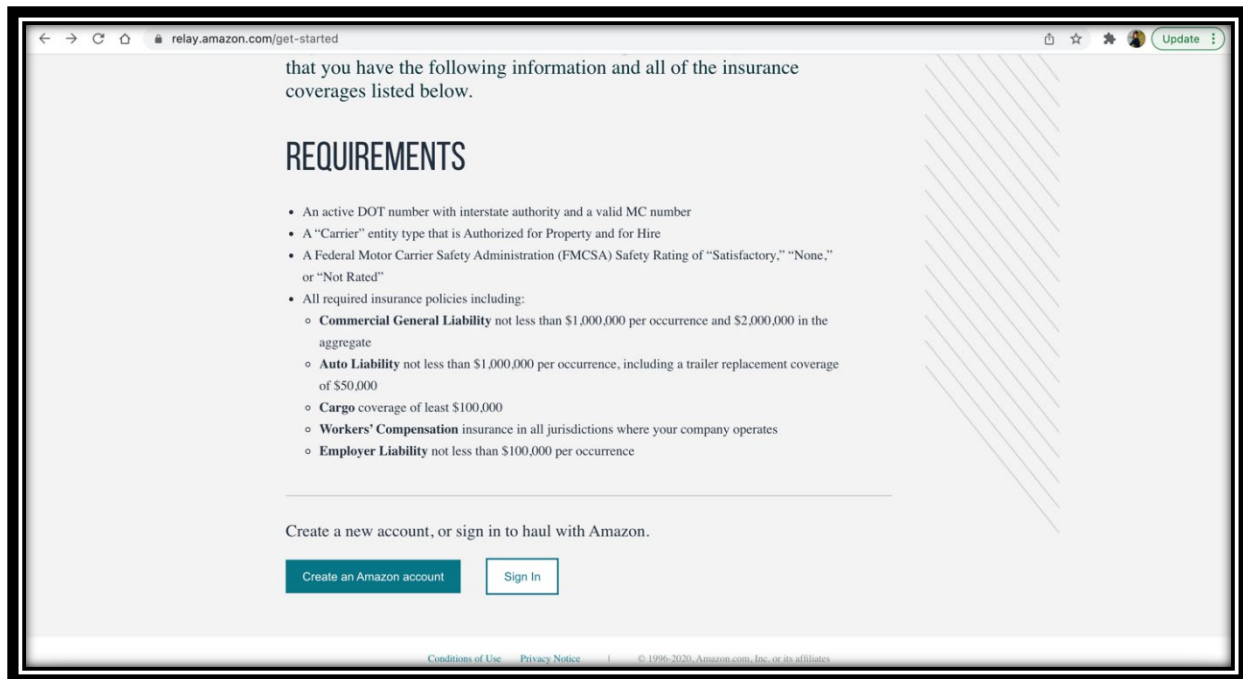 relay.amazon.com/get-started
Update
that you have the following information and all of the insurance
coverages listed below.
REQUIREMENTS
• An active DOT number with interstate authority and a valid MC number
• A “Carrier” entity type that is Authorized for Property and for Hire
• A Federal Motor Carrier Safety Administration (FMCSA) Safety Rating of “Satisfactory,” “None,”
or “Not Rated”
• All required insurance policies including:
◦ Commercial General Liability not less than $1,000,000 per occurrence and $2,000,000 in the
aggregate
◦ Auto Liability not less than $1,000,000 per occurrence, including a trailer replacement coverage
of $50,000
◦ Cargo coverage of least $100,000
◦ Workers’ Compensation insurance in all jurisdictions where your company operates
◦ Employer Liability not less than $100,000 per occurrence
Create a new account, or sign in to haul with Amazon.
Create an Amazon account Sign In
Conditions of Use Privacy Notice | © 1996-2020, Amazon.com, Inc. or its affiliates